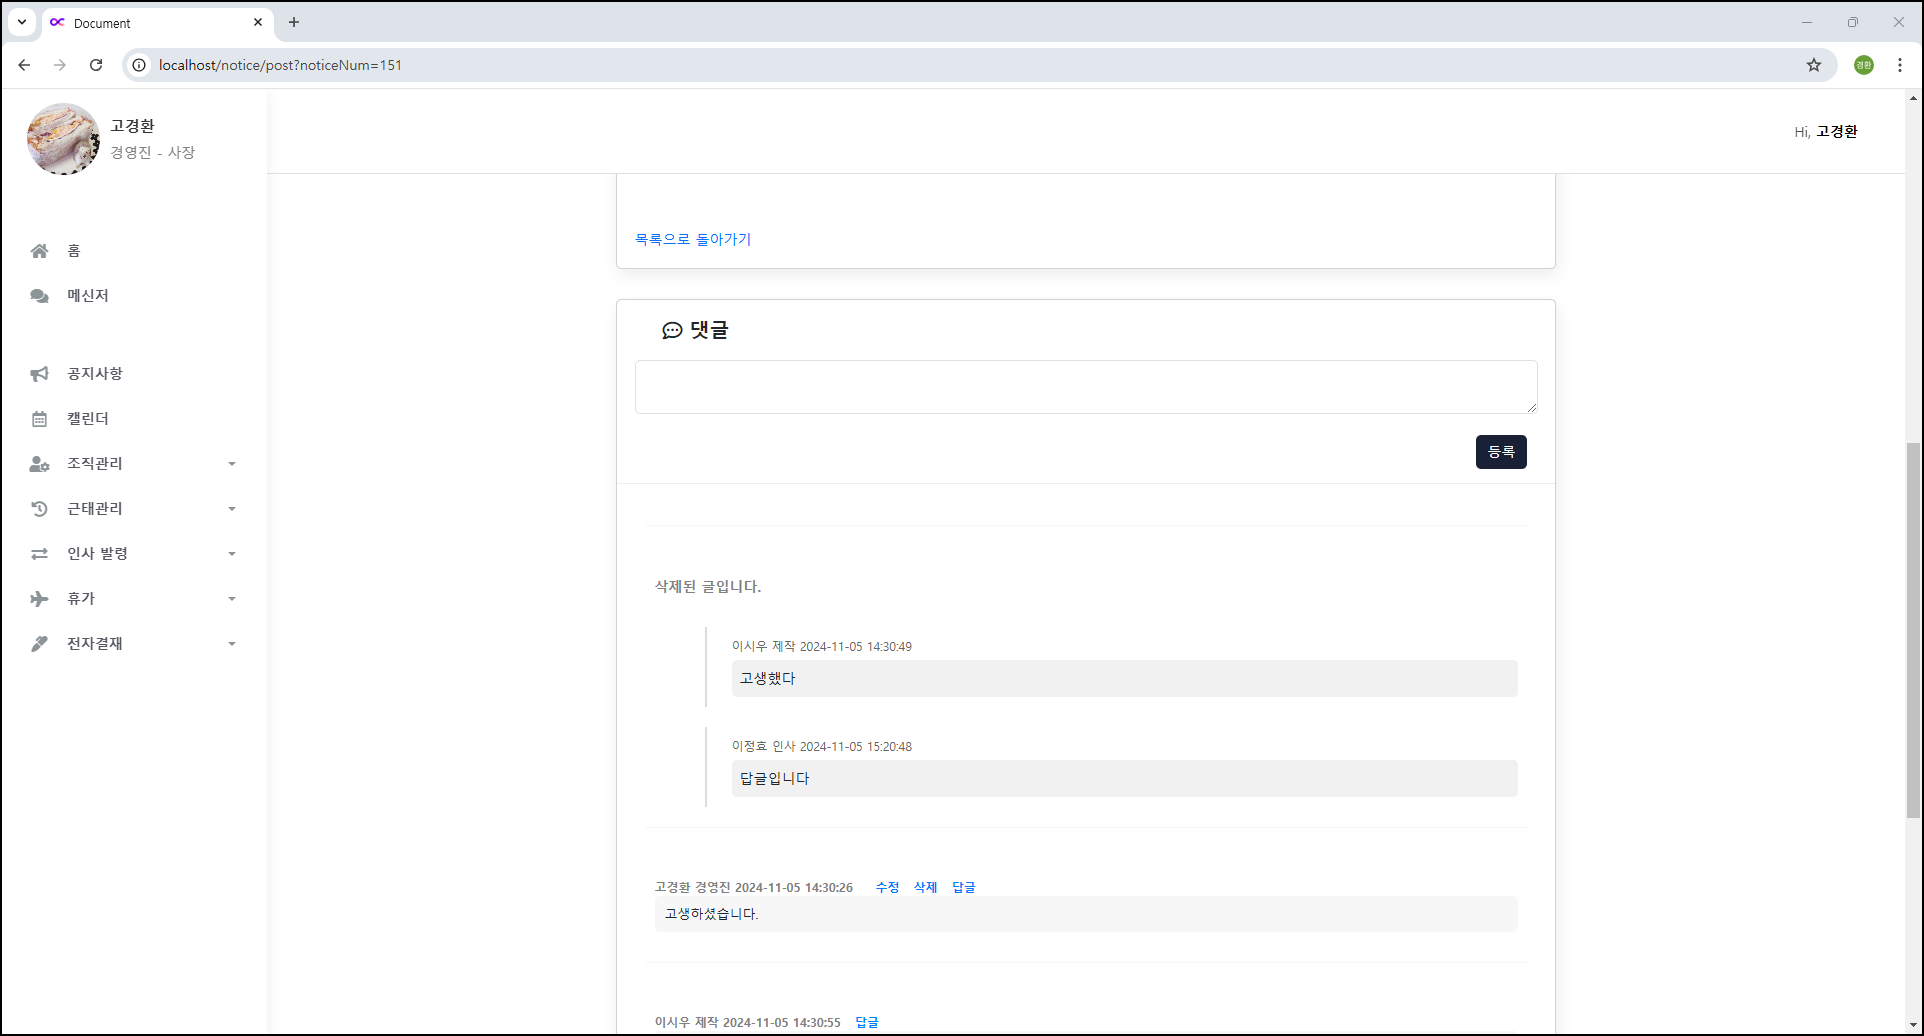 Document
localhost/notice/post?noticeNum=151
경환
고경환
경영진 - 사장
Hi, 고경환
홈
메신저
공지사항
캘린더
조직관리
근태관리
인사 발령
휴가
전자결재
목록으로 돌아가기
댓글
등록
삭제된 글입니다.
이시우 제작 2024-11-05 14:30:49
고생했다
이정효 인사 2024-11-05 15:20:48
답글입니다
고경환 경영진 2024-11-05 14:30:26 수정 삭제 답글
고생하셨습니다.
이시우 제작 2024-11-05 14:30:55 답글